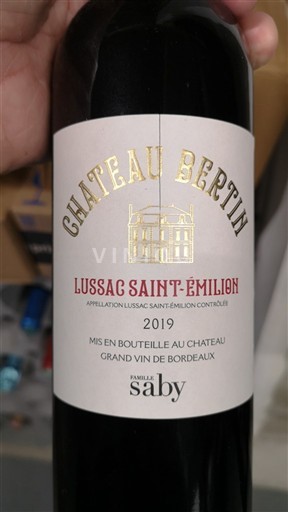 CHATEAU BERTIN
LUSSAC SAINT-ÉMILION
APPELLATION LUSSAC SAINT-ÉMILION CONTRÔLÉE
2019
MIS EN BOUTEILLE AU CHATEAU
GRAND VIN DE BORDEAUX
FAMILLE
saby